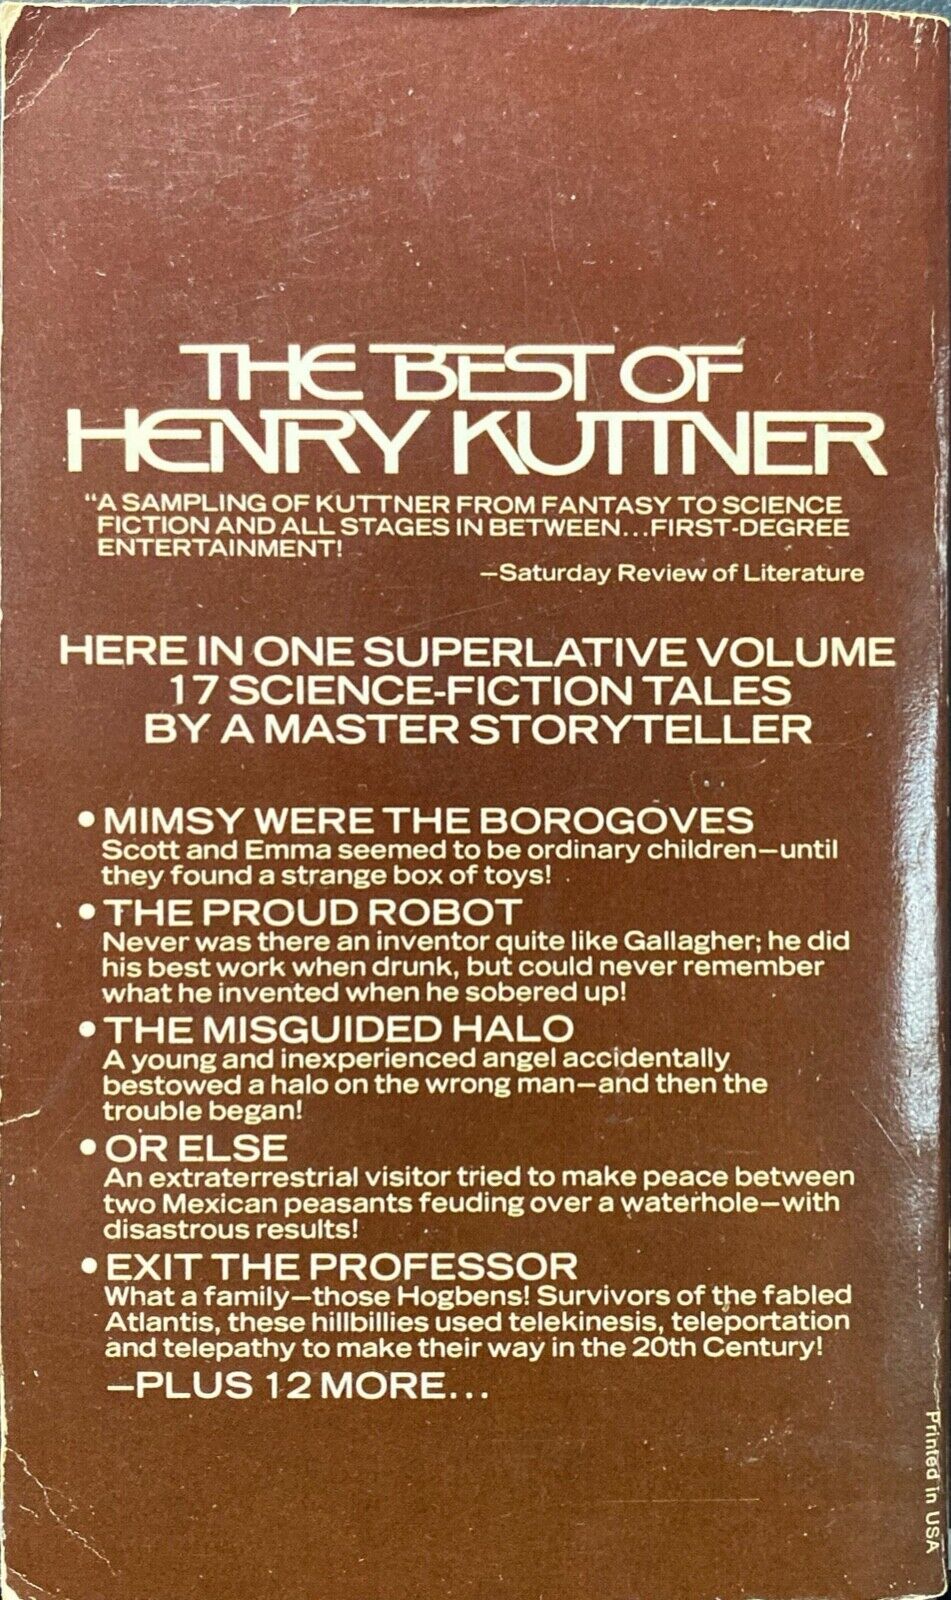 THE BEST OF
HENRY KUTTNER
“A SAMPLING OF KUTTNER FROM FANTASY TO SCIENCE
FICTION AND ALL STAGES IN BETWEEN...FIRST-DEGREE
ENTERTAINMENT!
—Saturday Review of Literature
HERE IN ONE SUPERLATIVE VOLUME
17 SCIENCE-FICTION TALES
BY A MASTER STORYTELLER
• MIMSY WERE THE BOROGOVES
Scott and Emma seemed to be ordinary children—until
they found a strange box of toys!
• THE PROUD ROBOT
Never was there an inventor quite like Gallagher; he did
his best work when drunk, but could never remember
what he invented when he sobered up!
• THE MISGUIDED HALO
A young and inexperienced angel accidentally
bestowed a halo on the wrong man—and then the
trouble began!
• OR ELSE
An extraterrestrial visitor tried to make peace between
two Mexican peasants feuding over a waterhole—with
disastrous results!
• EXIT THE PROFESSOR
What a family—those Hogbens! Survivors of the fabled
Atlantis, these hillbillies used telekinesis, teleportation
and telepathy to make their way in the 20th Century!
—PLUS 12 MORE...
Printed in USA